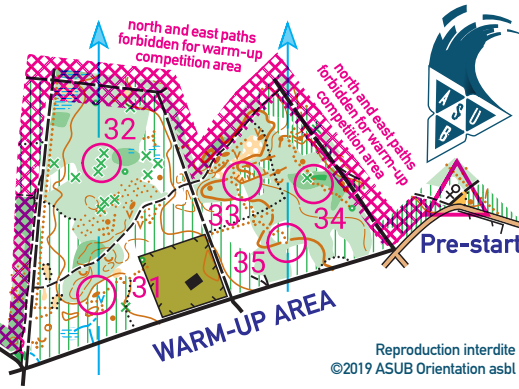 north and east paths
forbidden for warm-up
competition area
north and east paths
forbidden for warm-up
competition area
A
S
U
B
32
33
34
35
31
Pre-start
WARM-UP AREA
Reproduction interdite
©2019 ASUB Orientation asbl